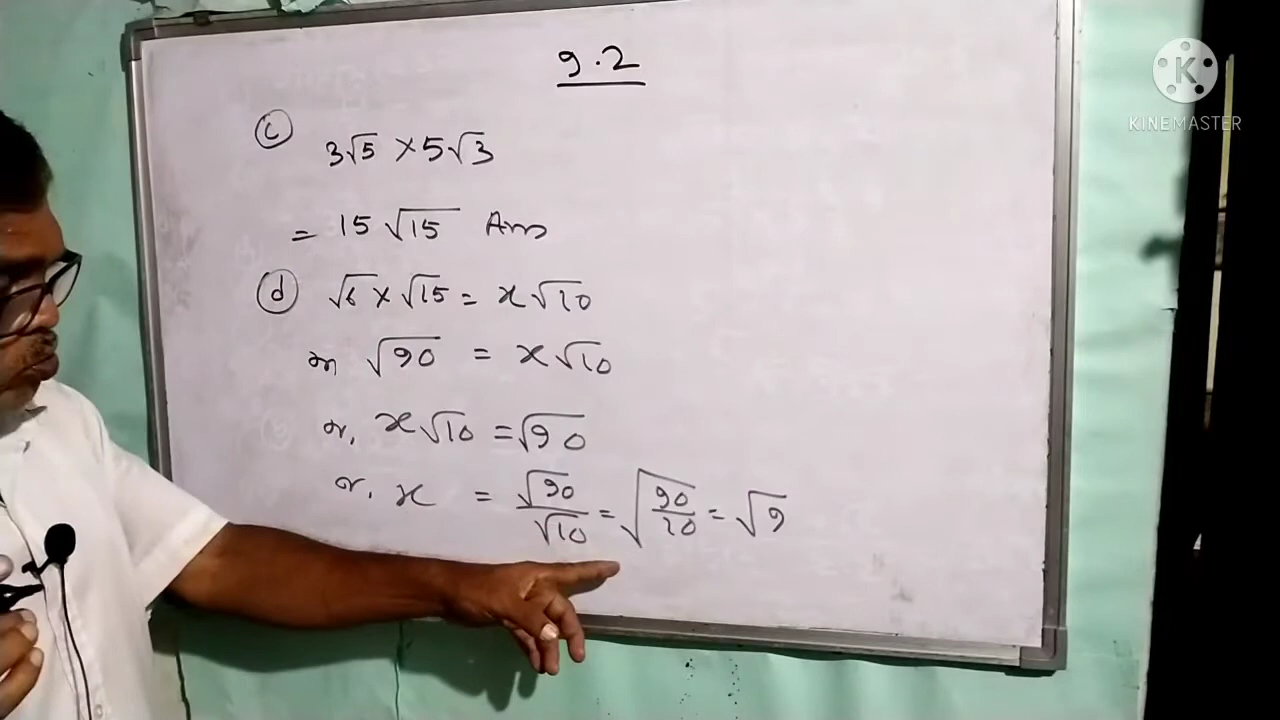 9.2
(c)
3√5 × 5√3
= 15 √15 Ans
(d) √6 × √15 = x√10
or √90 = x√10
or, x√10 = √90
or, x = √90/√10 = √(90/10) = √9
K
KINEMASTER